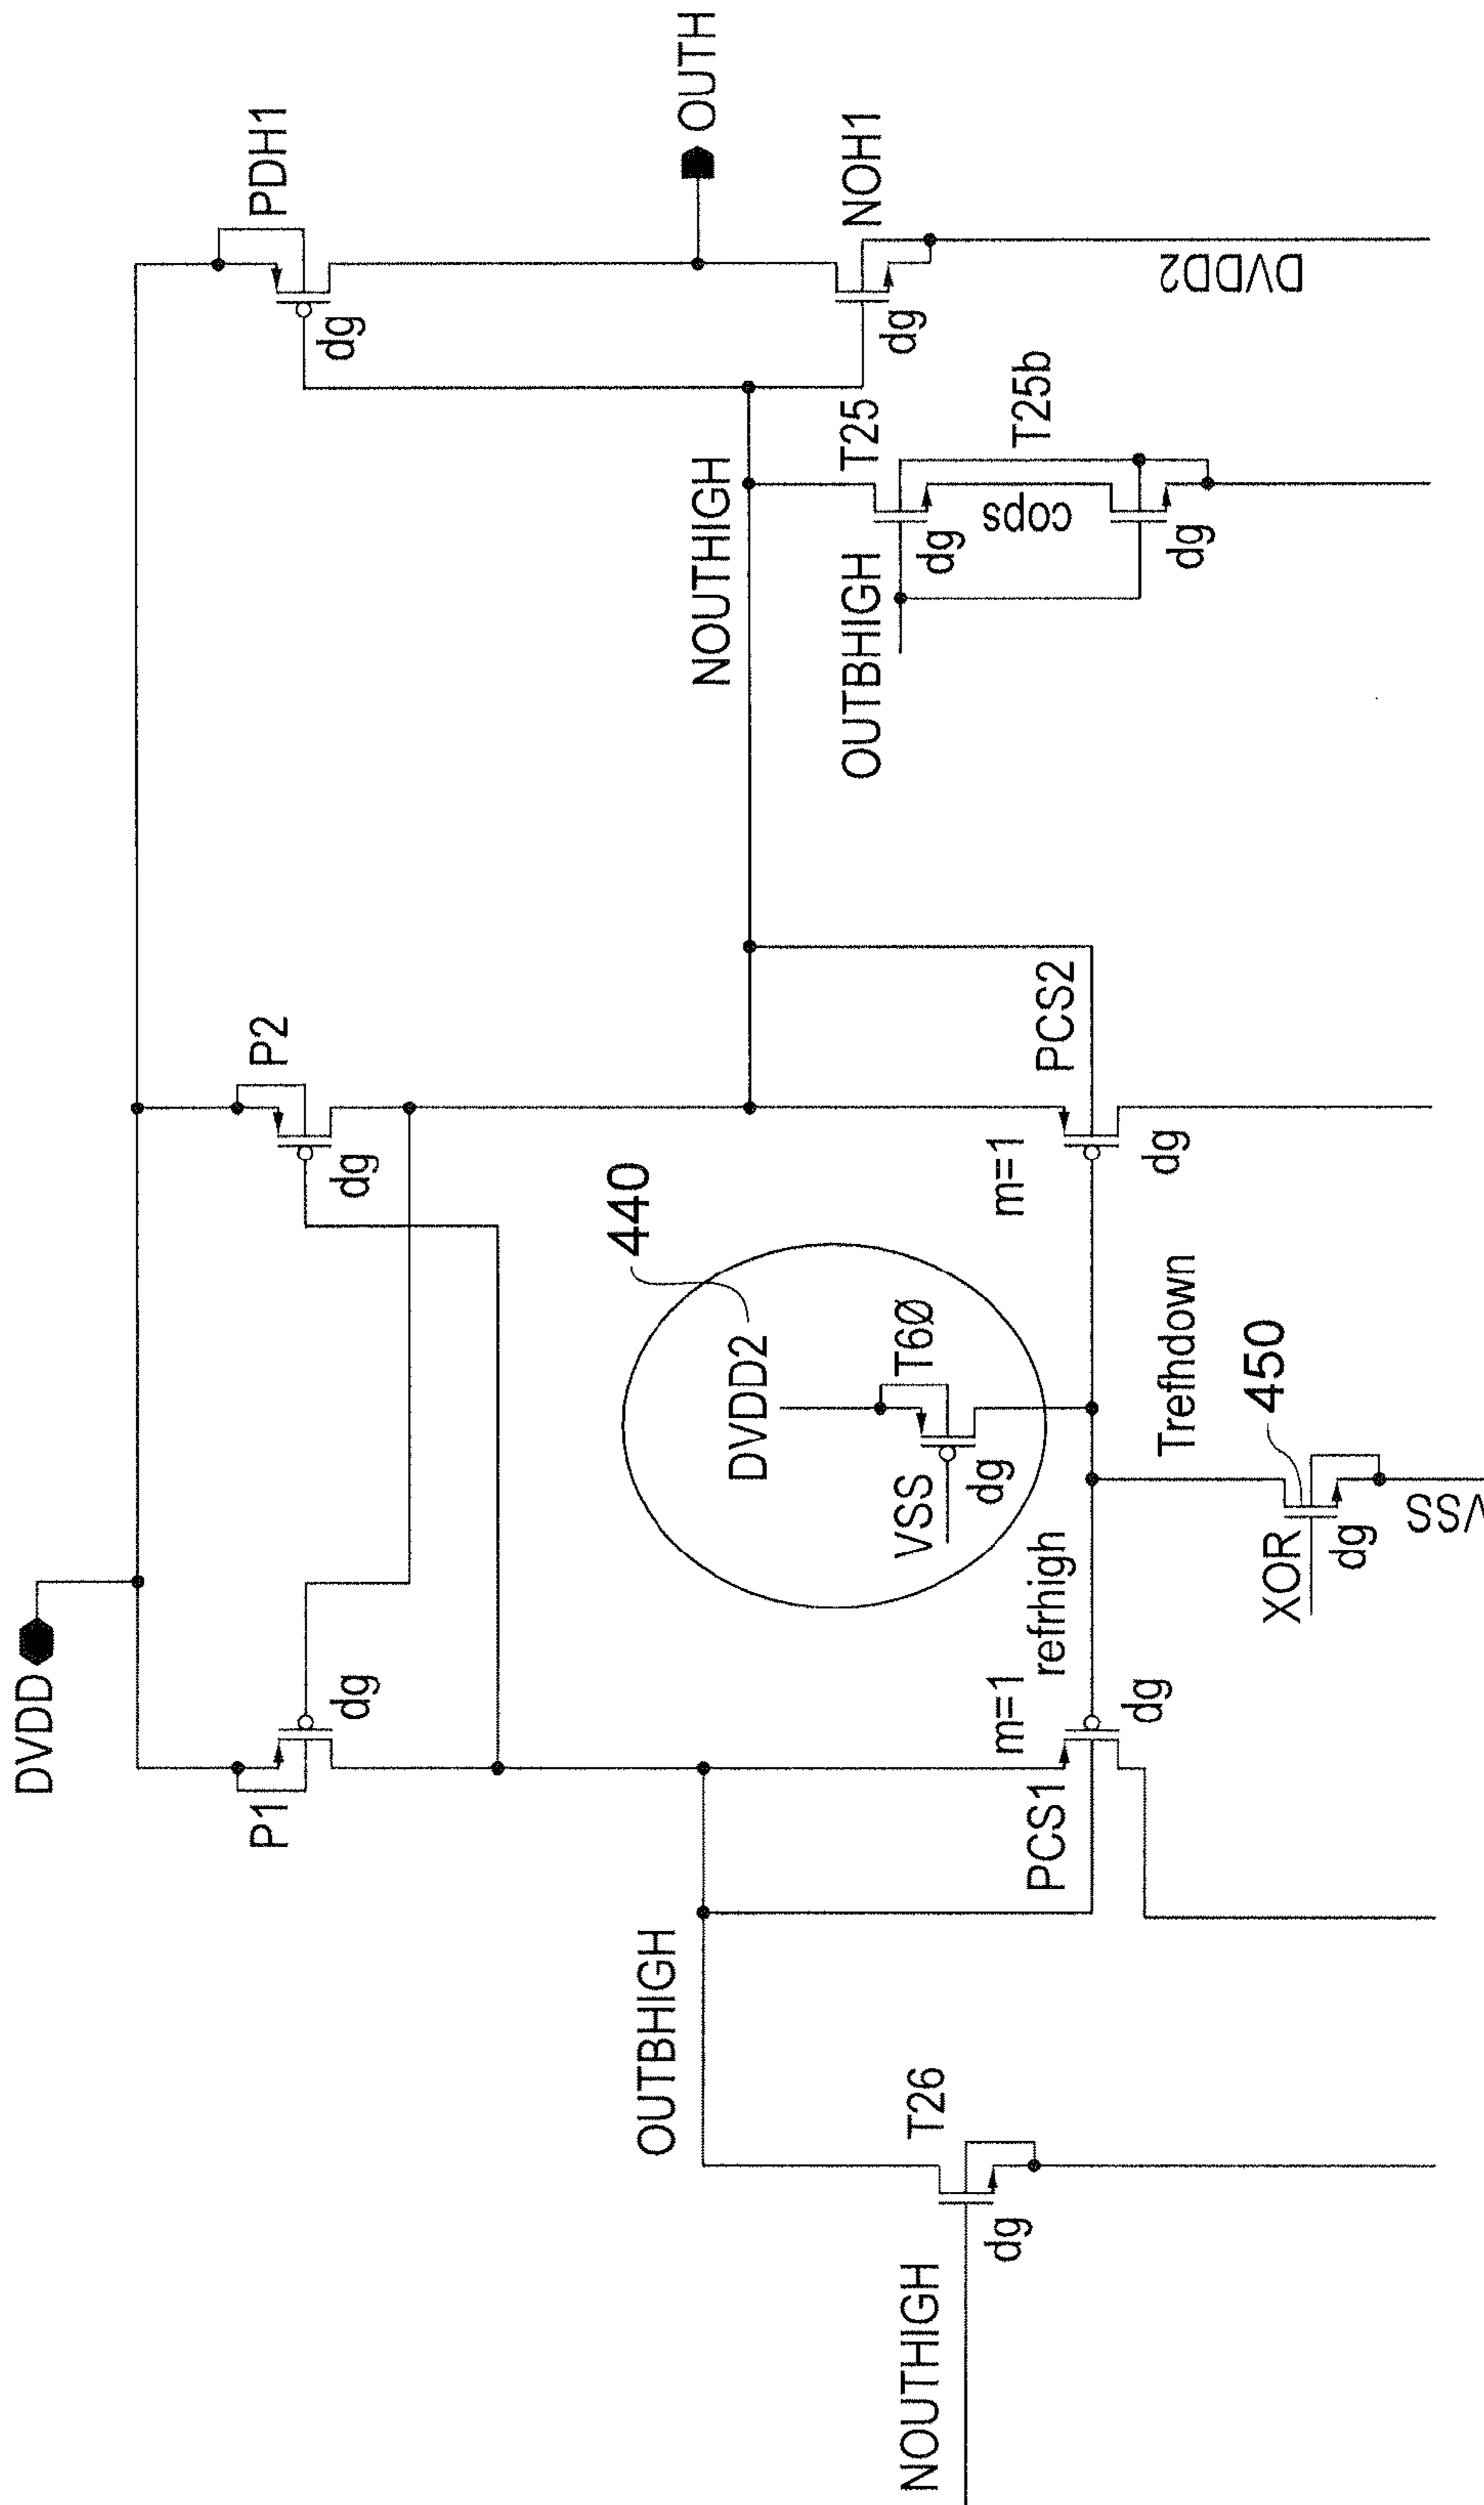 DVDD
P1
dg
P2
dg
PDH1
dg
OUTH
OUTBHIGH
440
NOUTHIGH
DVDD2
VSS
T6Ø
dg
OUTBHIGH
T25
dg
NOH1
dg
NOUTHIGH
T26
dg
m=1
PCS1
refrhigh
dg
m=1
PCS2
dg
cops
T25b
dg
DVDD2
Trefhdown
XOR
450
dg
VSS